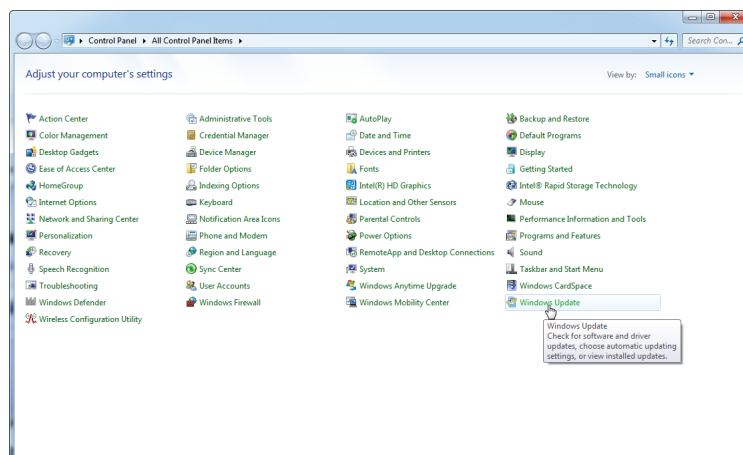 Control Panel ▸ All Control Panel Items ▸ Search Con...
Adjust your computer's settings View by: Small icons
Action Center Administrative Tools AutoPlay Backup and Restore
Color Management Credential Manager Date and Time Default Programs
Desktop Gadgets Device Manager Devices and Printers Display
Ease of Access Center Folder Options Fonts Getting Started
HomeGroup Indexing Options Intel(R) HD Graphics Intel® Rapid Storage Technology
Internet Options Keyboard Location and Other Sensors Mouse
Network and Sharing Center Notification Area Icons Parental Controls Performance Information and Tools
Personalization Phone and Modem Power Options Programs and Features
Recovery Region and Language RemoteApp and Desktop Connections Sound
Speech Recognition Sync Center System Taskbar and Start Menu
Troubleshooting User Accounts Windows Anytime Upgrade Windows CardSpace
Windows Defender Windows Firewall Windows Mobility Center Windows Update
Wireless Configuration Utility
Windows Update
Check for software and driver
updates, choose automatic updating
settings, or view installed updates.